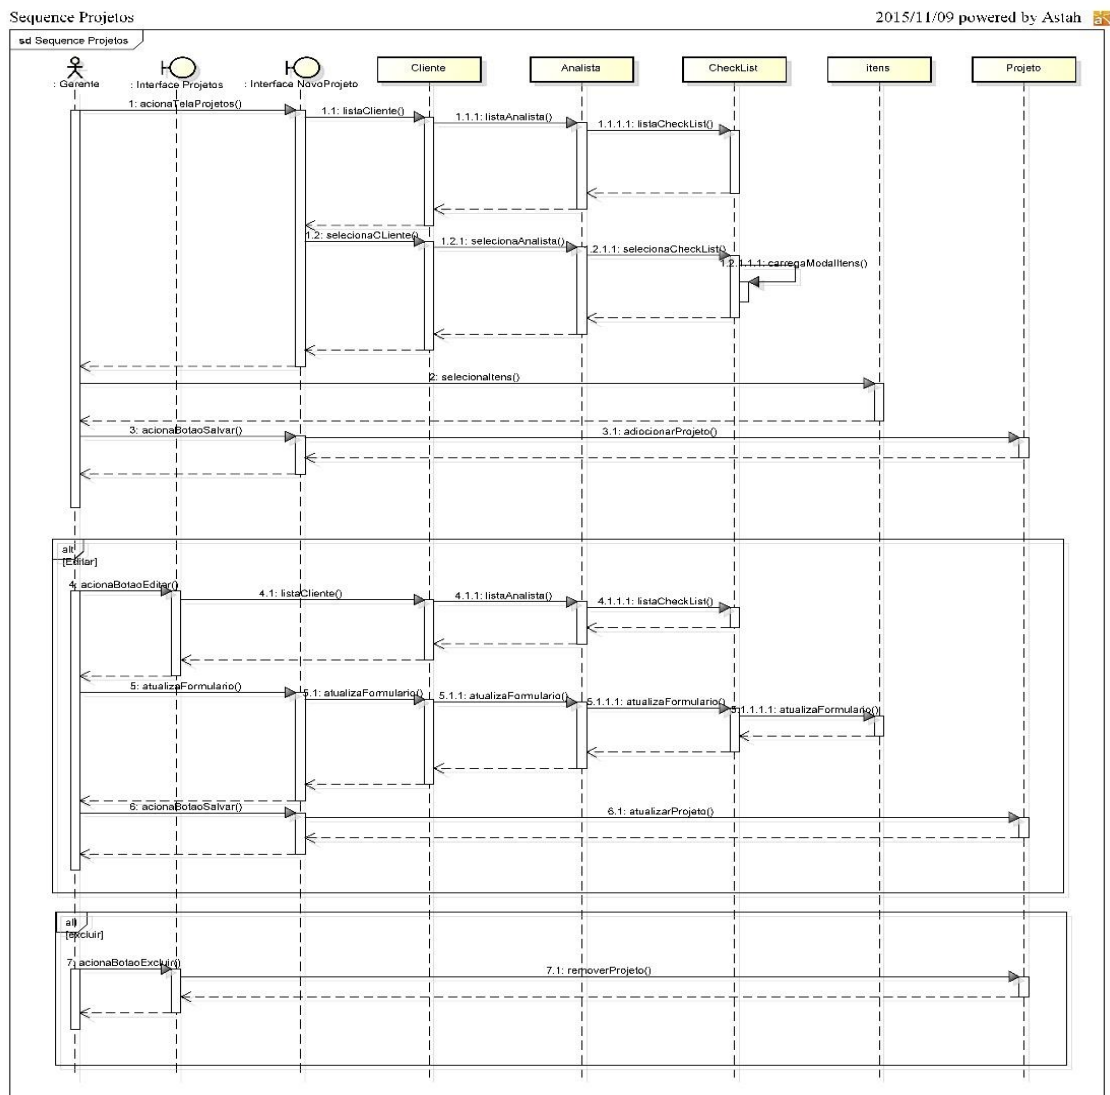 Sequence Projetos
2015/11/09 powered by Astah
sd Sequence Projetos
: Gerente
: Interface Projetos
: Interface NovoProjeto
Cliente
Analista
CheckList
itens
Projeto
1: acionaTelaProjetos()
1.1: listaCliente()
1.1.1: listaAnalista()
1.1.1.1: listaCheckList()
1.2: selecionaCLiente()
1.2.1: selecionaAnalista()
1.2.1.1: selecionaCheckList()
1.2.1.1.1: carregaModalItens()
2: selecionaItens()
3: acionaBotaoSalvar()
3.1: adiocionarProjeto()
alt
[Editar]
4: acionaBotaoEditar()
4.1: listaCliente()
4.1.1: listaAnalista()
4.1.1.1: listaCheckList()
5: atualizaFormulario()
5.1: atualizaFormulario()
5.1.1: atualizaFormulario()
5.1.1.1: atualizaFormulario()
5.1.1.1.1: atualizaFormulario()
6: acionaBotaoSalvar()
6.1: atualizarProjeto()
alt
[excluir]
7: acionaBotaoExcluir()
7.1: removerProjeto()